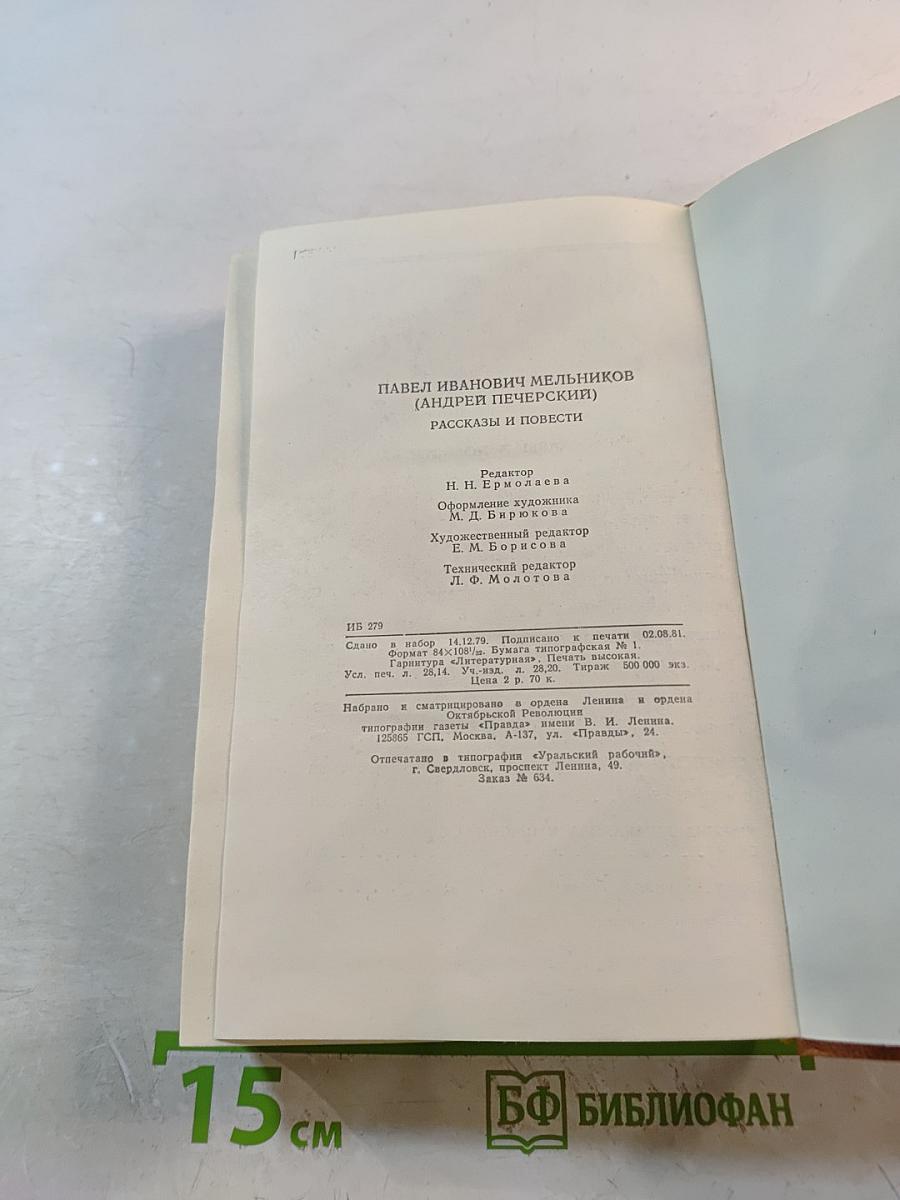 ПАВЕЛ ИВАНОВИЧ МЕЛЬНИКОВ
(АНДРЕЙ ПЕЧЕРСКИЙ)
РАССКАЗЫ И ПОВЕСТИ
Редактор
Н. Н. Ермолаева
Оформление художника
М. Д. Бирюкова
Художественный редактор
Е. М. Борисова
Технический редактор
Л. Ф. Молотова
ИБ 279
Сдано в набор 14.12.79. Подписано к печати 02.08.81.
Формат 84×108¹/₃₂. Бумага типографская № 1.
Гарнитура «Литературная». Печать высокая.
Усл. печ. л. 28,14. Уч.-изд. л. 28,20. Тираж 500 000 экз.
Цена 2 р. 70 к.
Набрано и сматрицировано в ордена Ленина и ордена
Октябрьской Революции
типографии газеты «Правда» имени В. И. Ленина.
125865 ГСП, Москва, А-137, ул. «Правды», 24.
Отпечатано в типографии «Уральский рабочий»,
г. Свердловск, проспект Ленина, 49.
Заказ № 634.
15 см
БФ БИБЛИОФАН